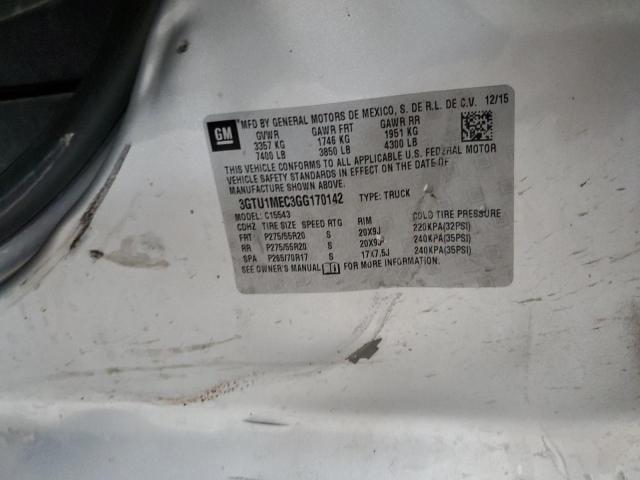 MFD BY GENERAL MOTORS DE MEXICO, S. DE R.L. DE C.V. 12/15
GM
GVWR GAWR FRT GAWR RR
3357 KG 1746 KG 1951 KG
7400 LB 3850 LB 4300 LB
THIS VEHICLE CONFORMS TO ALL APPLICABLE U.S. FEDERAL MOTOR
VEHICLE SAFETY STANDARDS IN EFFECT ON THE DATE OF
MANUFACTURE SHOWN ABOVE.
3GTU1MEC3GG170142 TYPE: TRUCK
MODEL: C15543
CDHZ TIRE SIZE SPEED RTG RIM COLD TIRE PRESSURE
FRT P275/55R20 S 20X9J 220KPA(32PSI)
RR P275/55R20 S 20X9J 240KPA(35PSI)
SPA P265/70R17 S 17X7.5J 240KPA(35PSI)
SEE OWNER'S MANUAL FOR MORE INFORMATION.